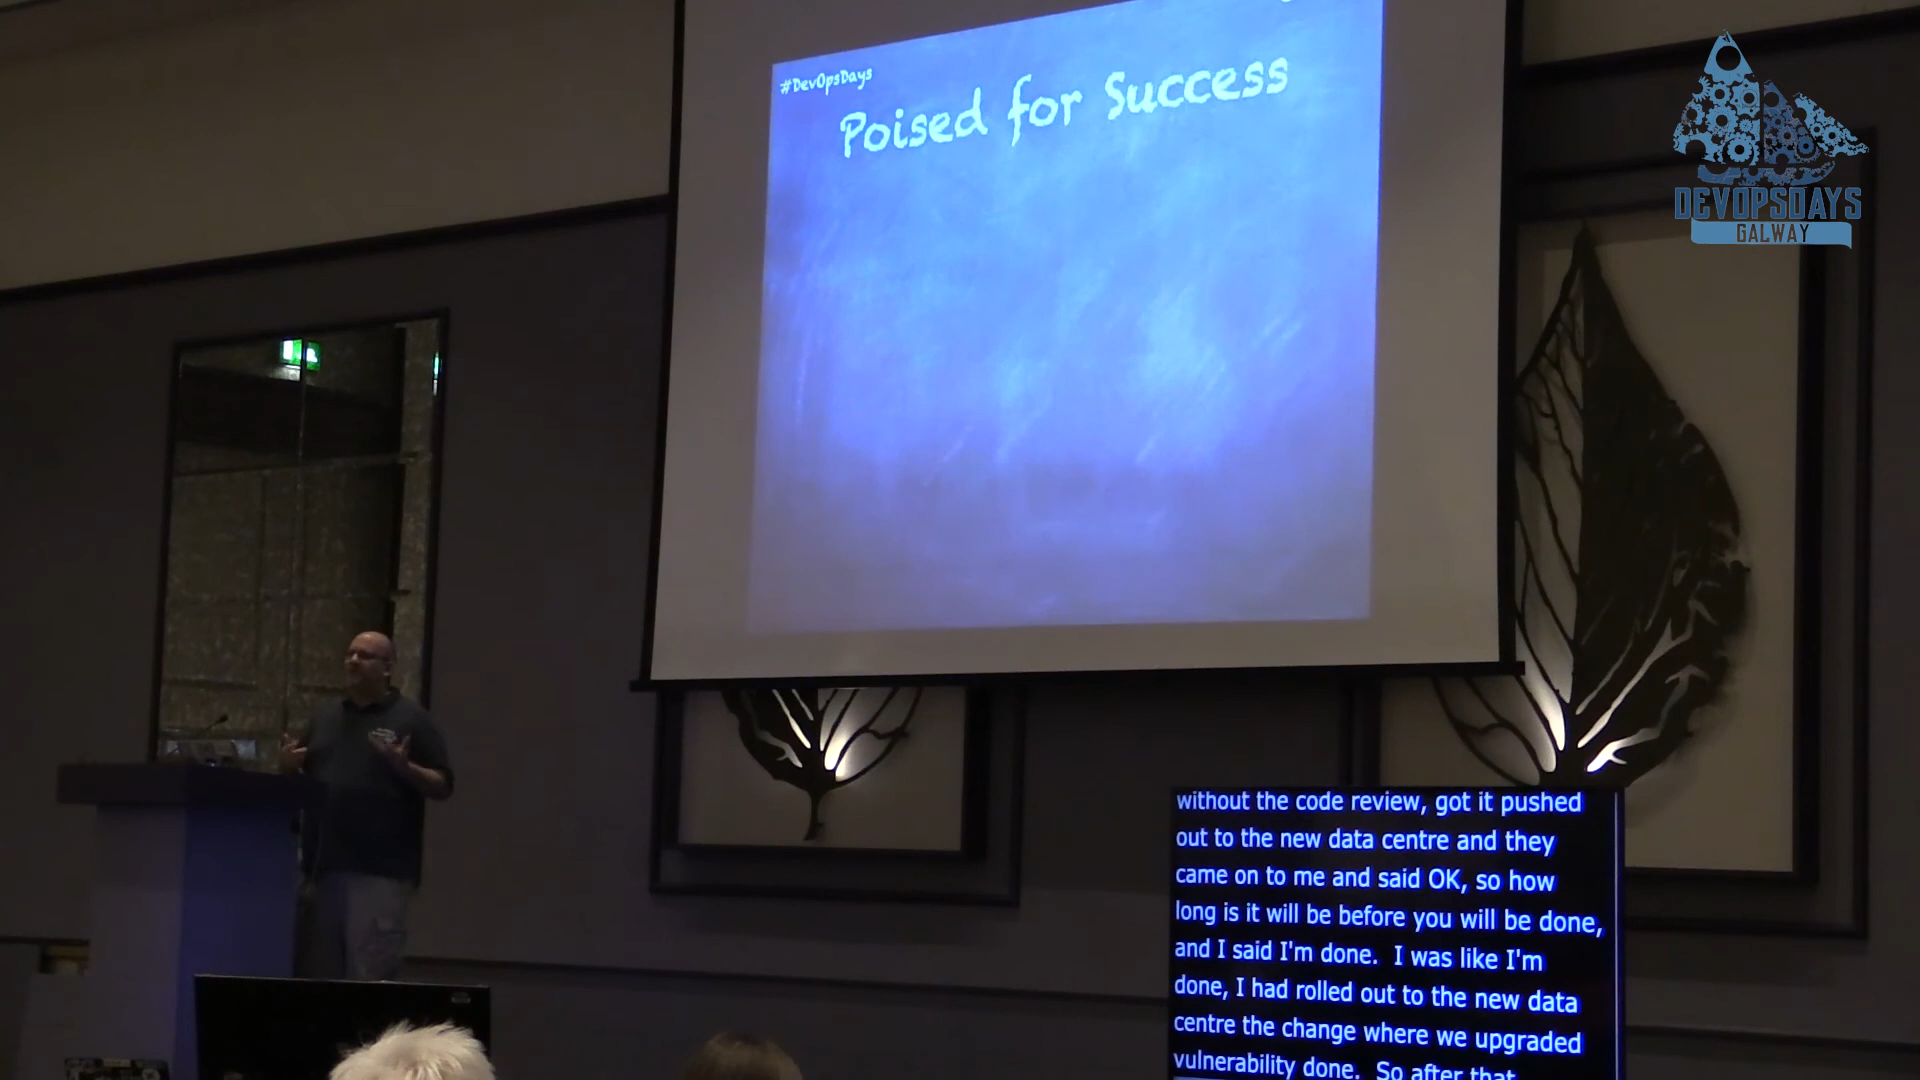 #DevOpsDays
Poised for Success
DEVOPSDAYS
GALWAY
without the code review, got it pushed
out to the new data centre and they
came on to me and said OK, so how
long is it will be before you will be done,
and I said I'm done. I was like I'm
done, I had rolled out to the new data
centre the change where we upgraded
vulnerability done. So after that